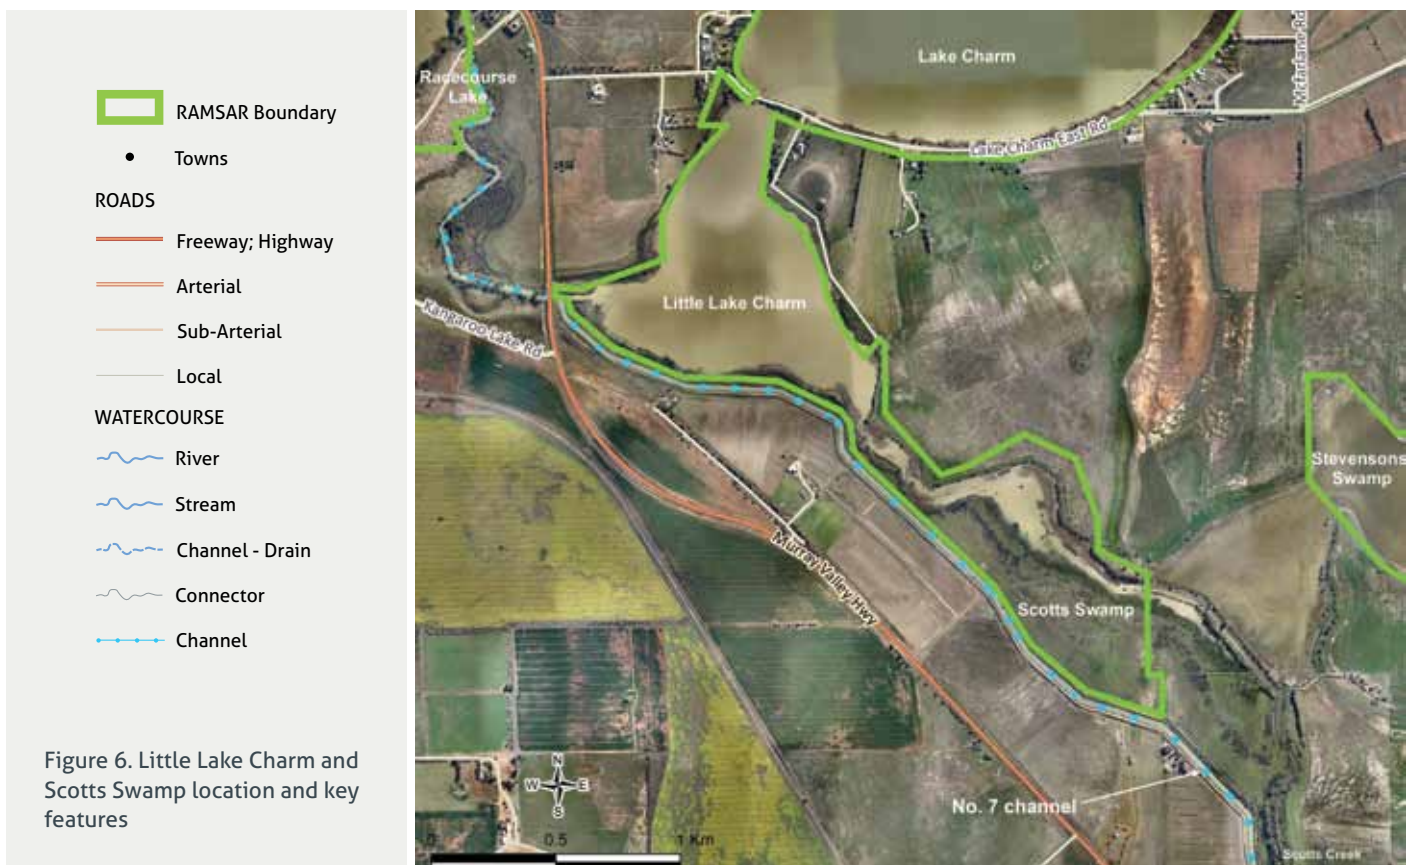 RAMSAR Boundary
Towns
ROADS
Freeway; Highway
Arterial
Sub-Arterial
Local
WATERCOURSE
River
Stream
Channel - Drain
Connector
Channel
Figure 6. Little Lake Charm and
Scotts Swamp location and key
features
Lake Charm
Racecourse
Lake
Mcfadane Rd
Lake Charm East Rd
Little Lake Charm
Kangaroo Lake Rd
Stevensons
Swamp
Murray Valley Hwy
Scotts Swamp
No. 7 channel
Scotts Creek
N
W
E
S
0
0.5
1 Km